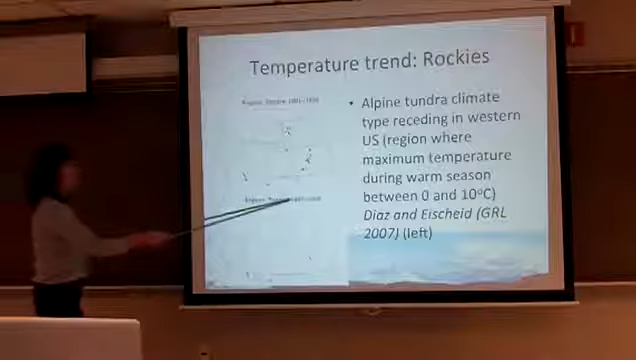 Temperature trend: Rockies
• Alpine tundra climate
type receding in western
US (region where
maximum temperature
during warm season
between 0 and 10°C)
Diaz and Eischeid (GRL
2007) (left)